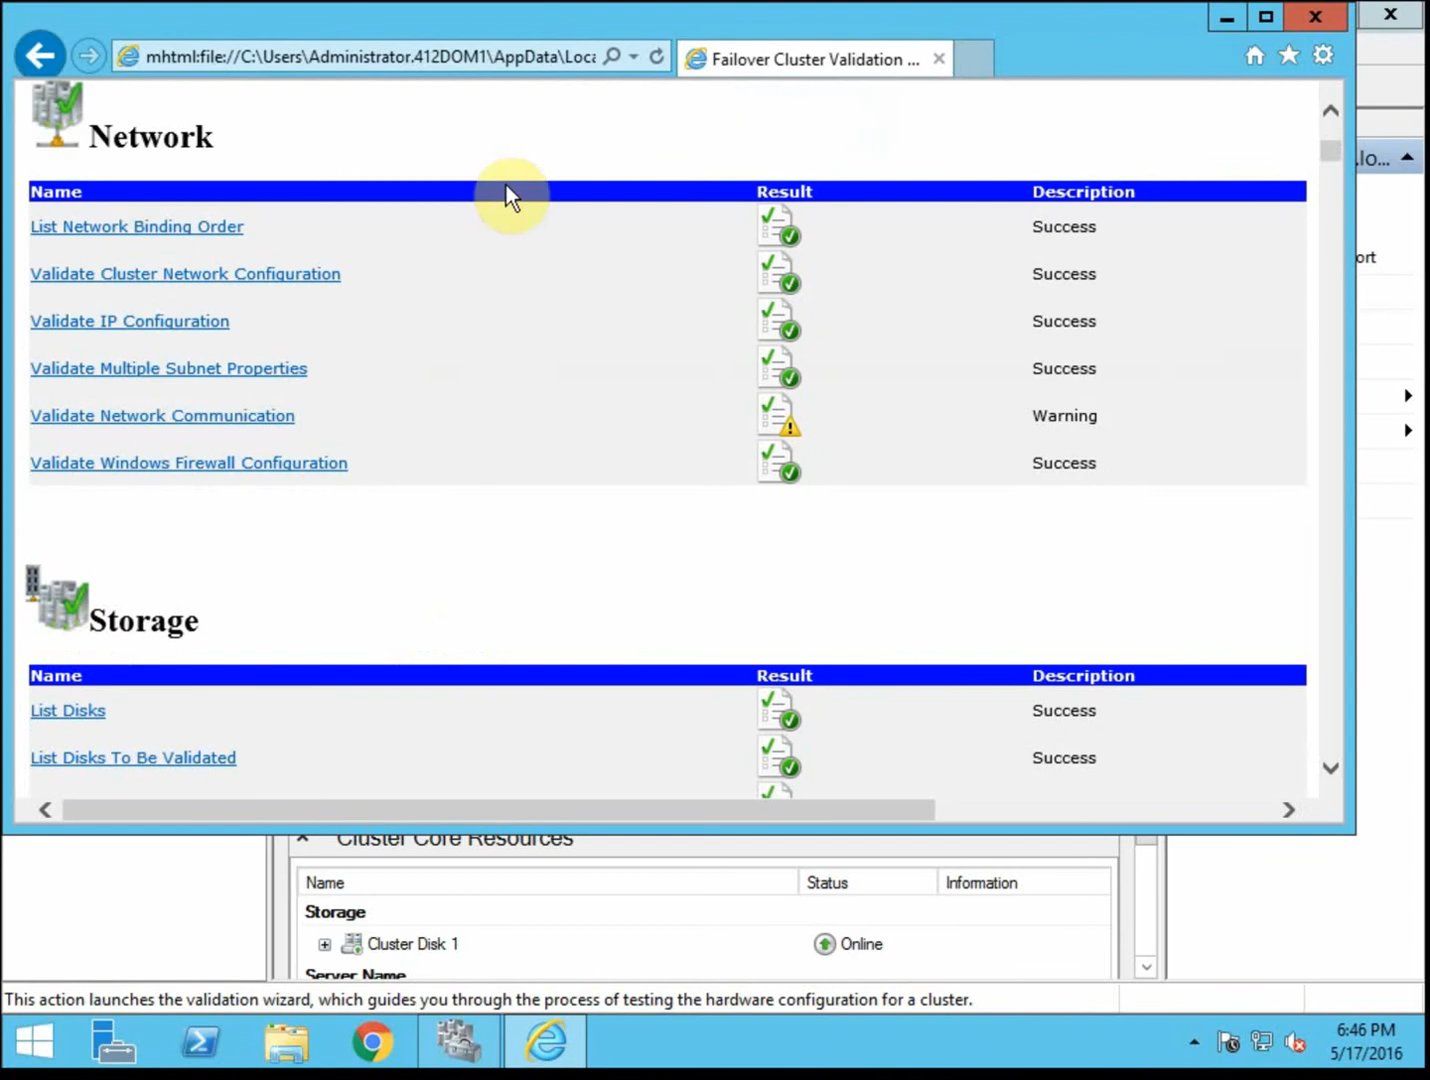 mhtml:file://C:\Users\Administrator.412DOM1\AppData\Loca
Failover Cluster Validation ...
Network
Name Result Description
List Network Binding Order Success
Validate Cluster Network Configuration Success
Validate IP Configuration Success
Validate Multiple Subnet Properties Success
Validate Network Communication Warning
Validate Windows Firewall Configuration Success
Storage
Name Result Description
List Disks Success
List Disks To Be Validated Success
.lo...
ort
Cluster Core Resources
Name Status Information
Storage
Cluster Disk 1 Online
Server Name
This action launches the validation wizard, which guides you through the process of testing the hardware configuration for a cluster.
6:46 PM
5/17/2016